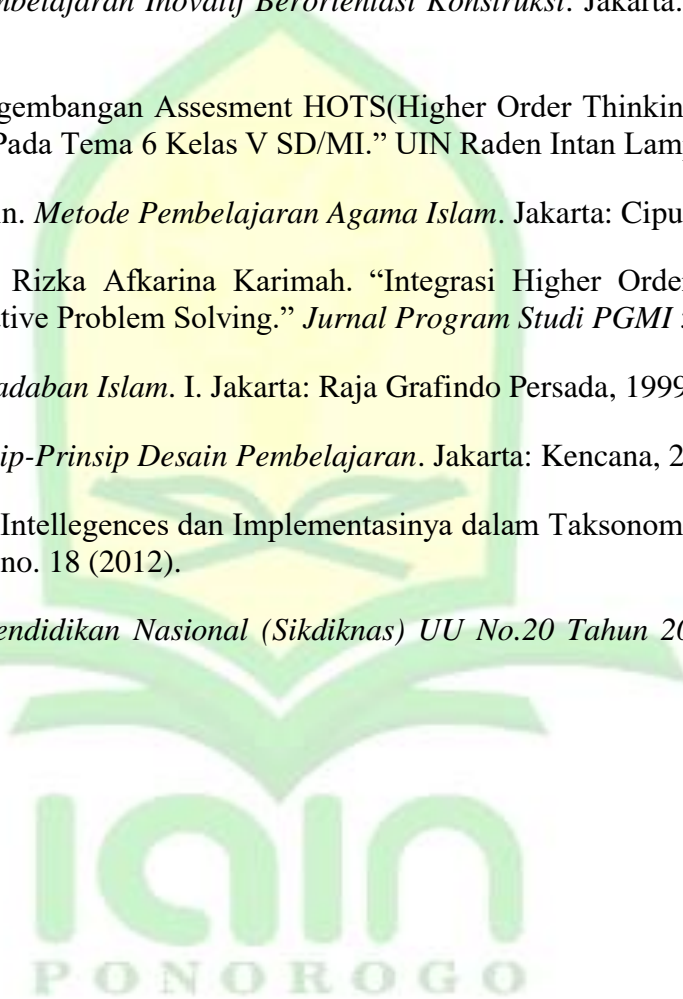 Pembelajaran Inovatif Berorientasi Konstruksi. Jakarta:
gembangan Assesment HOTS(Higher Order Thinkin
Pada Tema 6 Kelas V SD/MI.” UIN Raden Intan Lam
in. Metode Pembelajaran Agama Islam. Jakarta: Cipu
Rizka Afkarina Karimah. “Integrasi Higher Order
tive Problem Solving.” Jurnal Program Studi PGMI
adaban Islam. I. Jakarta: Raja Grafindo Persada, 1999
ip-Prinsip Desain Pembelajaran. Jakarta: Kencana, 2
Intellegences dan Implementasinya dalam Taksonom
no. 18 (2012).
endidikan Nasional (Sikdiknas) UU No.20 Tahun 20
iain
PONOROGO